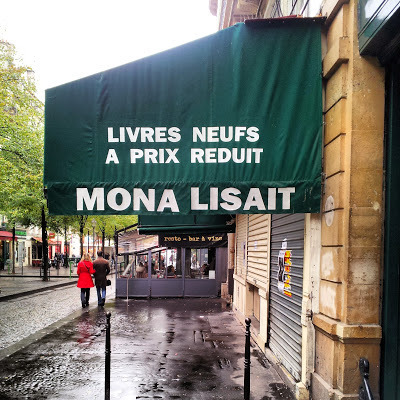 LIVRES NEUFS
A PRIX REDUIT
MONA LISAIT
resto - bar à vins